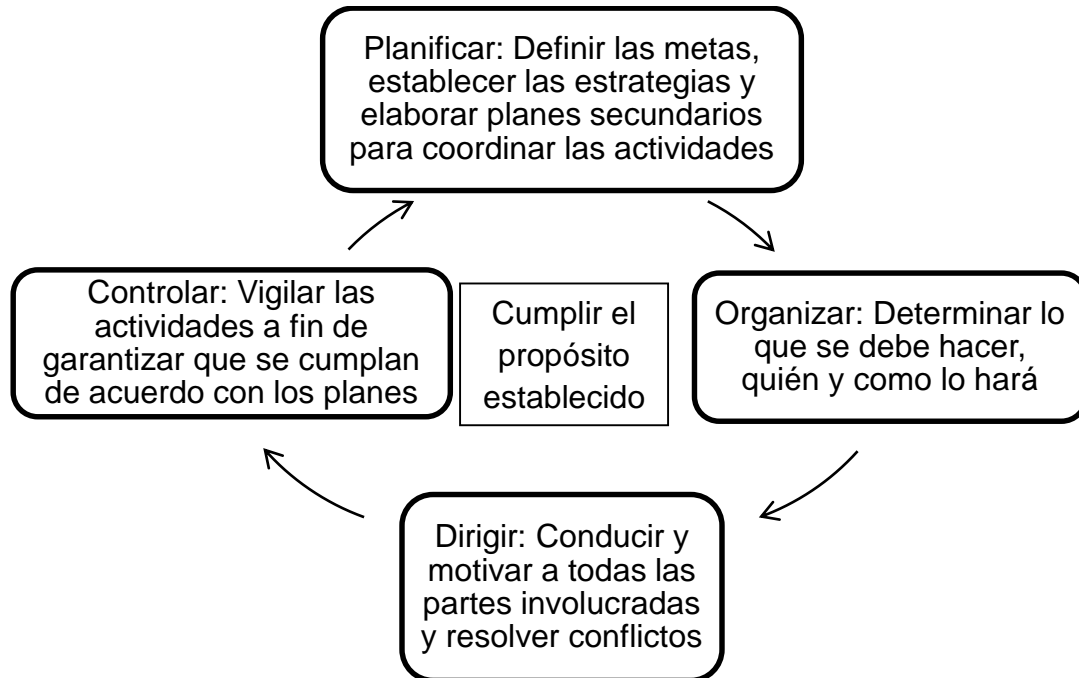 Planificar: Definir las metas,
establecer las estrategias y
elaborar planes secundarios
para coordinar las actividades
Controlar: Vigilar las
actividades a fin de
garantizar que se cumplan
de acuerdo con los planes
Cumplir el
propósito
establecido
Organizar: Determinar lo
que se debe hacer,
quién y como lo hará
Dirigir: Conducir y
motivar a todas las
partes involucradas
y resolver conflictos